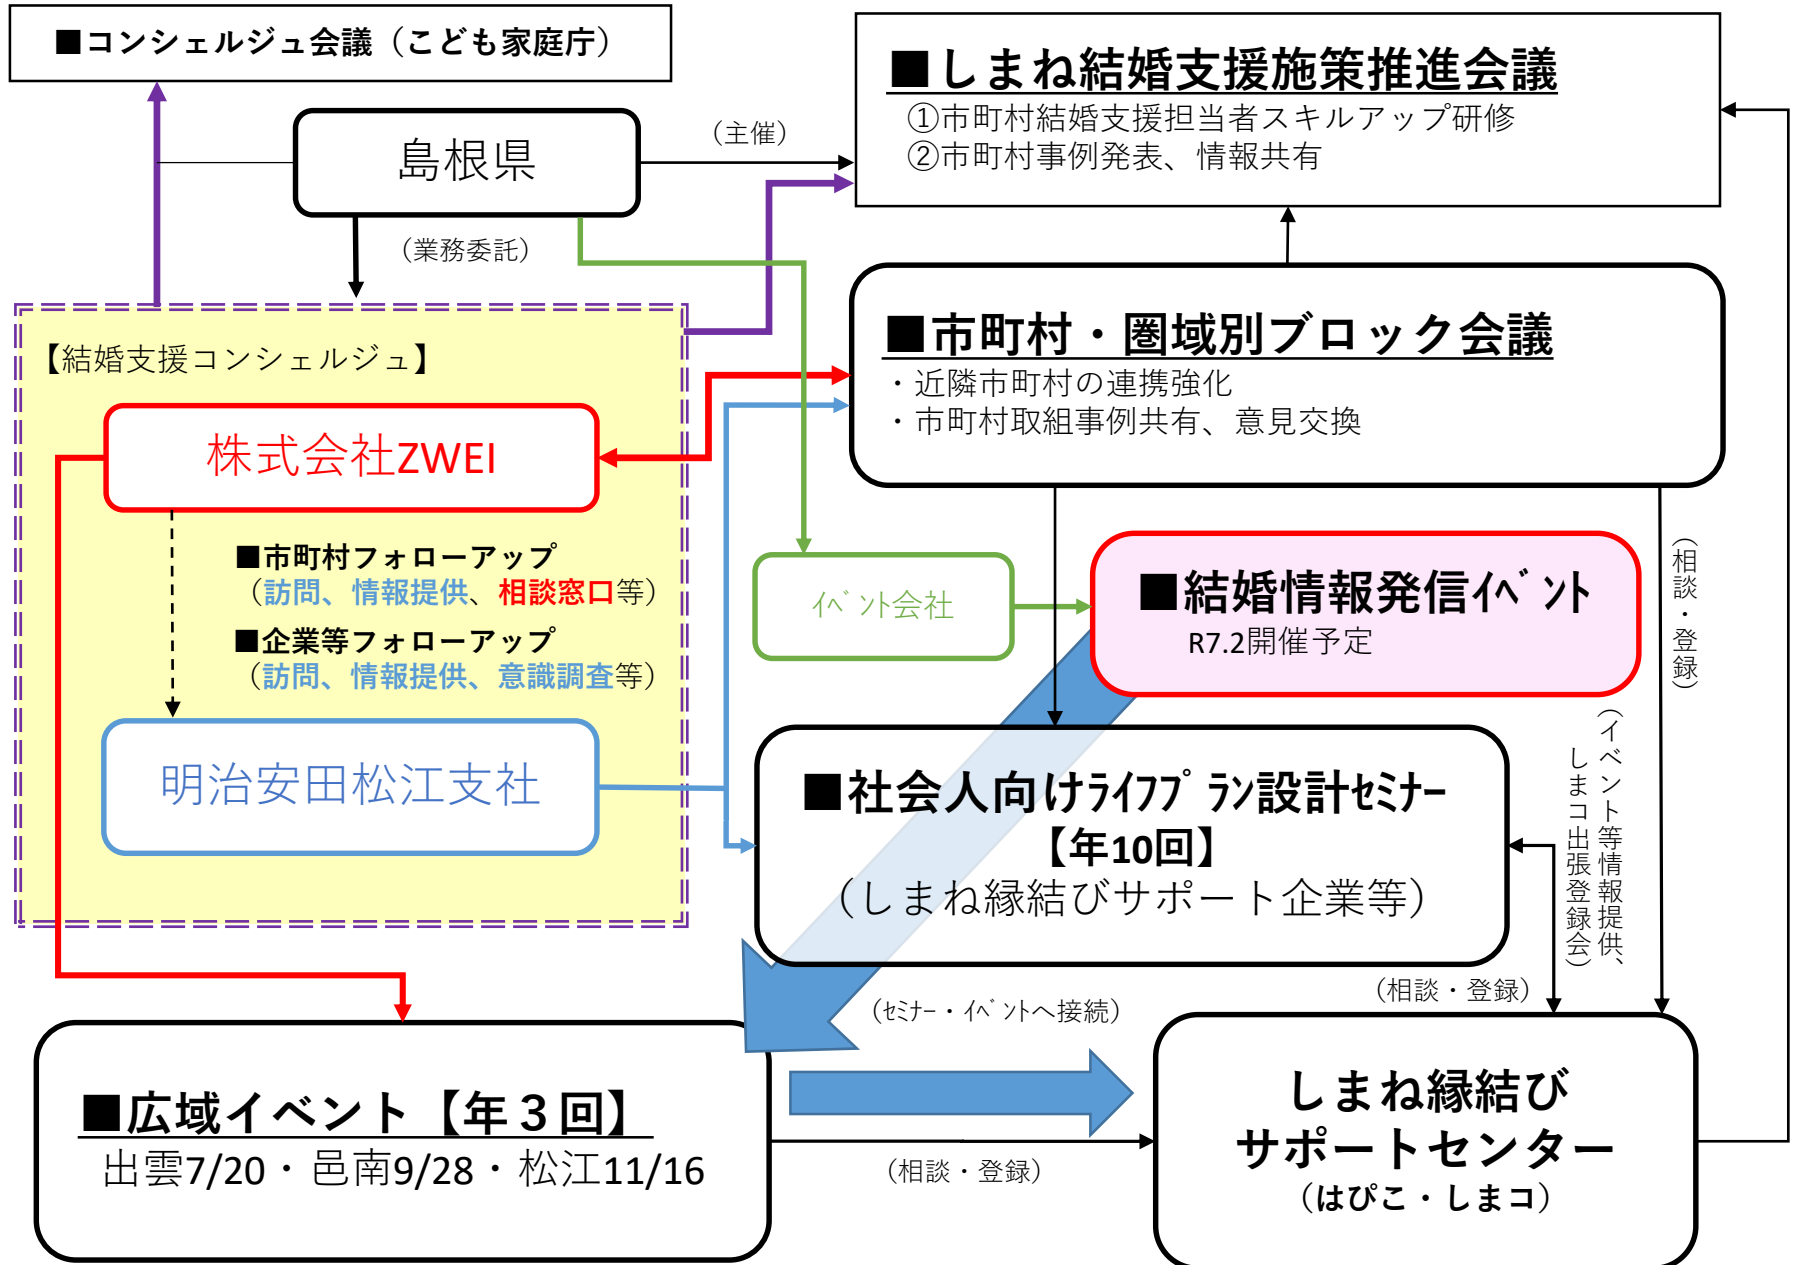 ■コンシェルジュ会議（こども家庭庁）
■しまね結婚支援施策推進会議
①市町村結婚支援担当者スキルアップ研修
②市町村事例発表、情報共有
島根県
（主催）
（業務委託）
【結婚支援コンシェルジュ】
株式会社ZWEI
■市町村フォローアップ
（訪問、情報提供、相談窓口等）
■企業等フォローアップ
（訪問、情報提供、意識調査等）
明治安田松江支社
■市町村・圏域別ブロック会議
・近隣市町村の連携強化
・市町村取組事例共有、意見交換
ｲﾍﾞﾝﾄ会社
■結婚情報発信ｲﾍﾞﾝﾄ
R7.2開催予定
（相談・登録）
■社会人向けﾗｲﾌﾌﾟﾗﾝ設計ｾﾐﾅｰ
【年10回】
（しまね縁結びサポート企業等）
（イベント等情報提供、
しまコ出張登録会）
（相談・登録）
（ｾﾐﾅｰ・ｲﾍﾞﾝﾄへ接続）
■広域イベント【年３回】
出雲7/20・邑南9/28・松江11/16
（相談・登録）
しまね縁結び
サポートセンター
（はぴこ・しまコ）